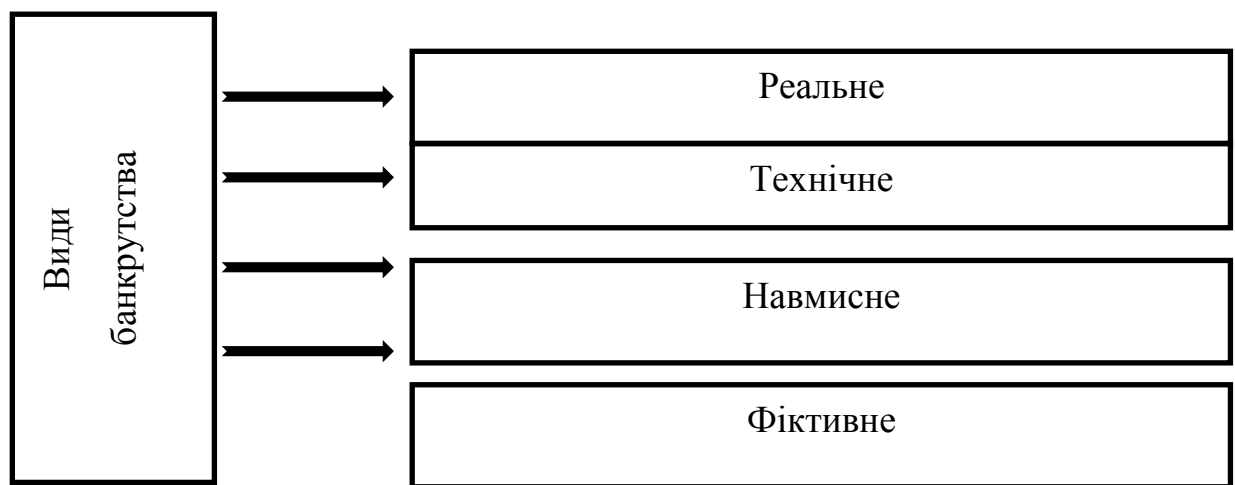 Види
банкрутства
Реальне
Технічне
Навмисне
Фіктивне